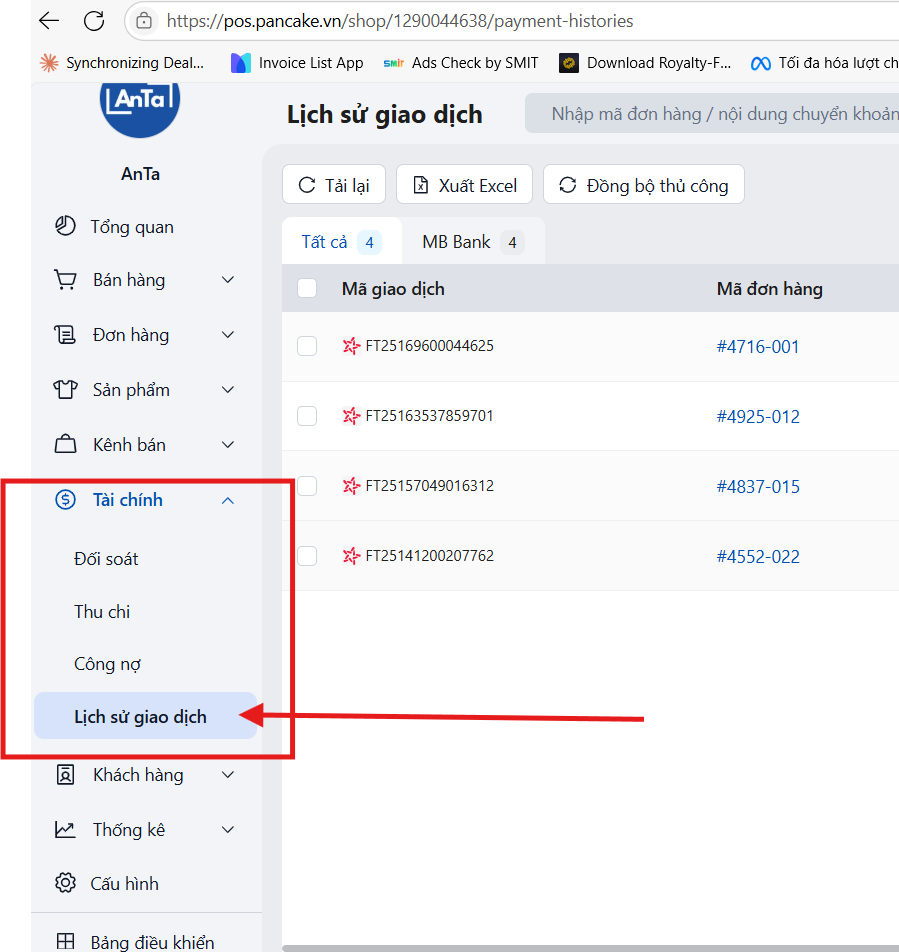 https://pos.pancake.vn/shop/1290044638/payment-histories
Synchronizing Deal... Invoice List App SMIT Ads Check by SMIT Download Royalty-F... Tối đa hóa lượt ch
AnTa
Lịch sử giao dịch
Nhập mã đơn hàng / nội dung chuyển khoản
AnTa
Tải lại Xuất Excel Đồng bộ thủ công
Tổng quan
Tất cả 4 MB Bank 4
Bán hàng
Mã giao dịch Mã đơn hàng
Đơn hàng
FT25169600044625 #4716-001
Sản phẩm
FT25163537859701 #4925-012
Kênh bán
Tài chính
FT25157049016312 #4837-015
Đối soát
FT25141200207762 #4552-022
Thu chi
Công nợ
Lịch sử giao dịch
Khách hàng
Thống kê
Cấu hình
Bảng điều khiển